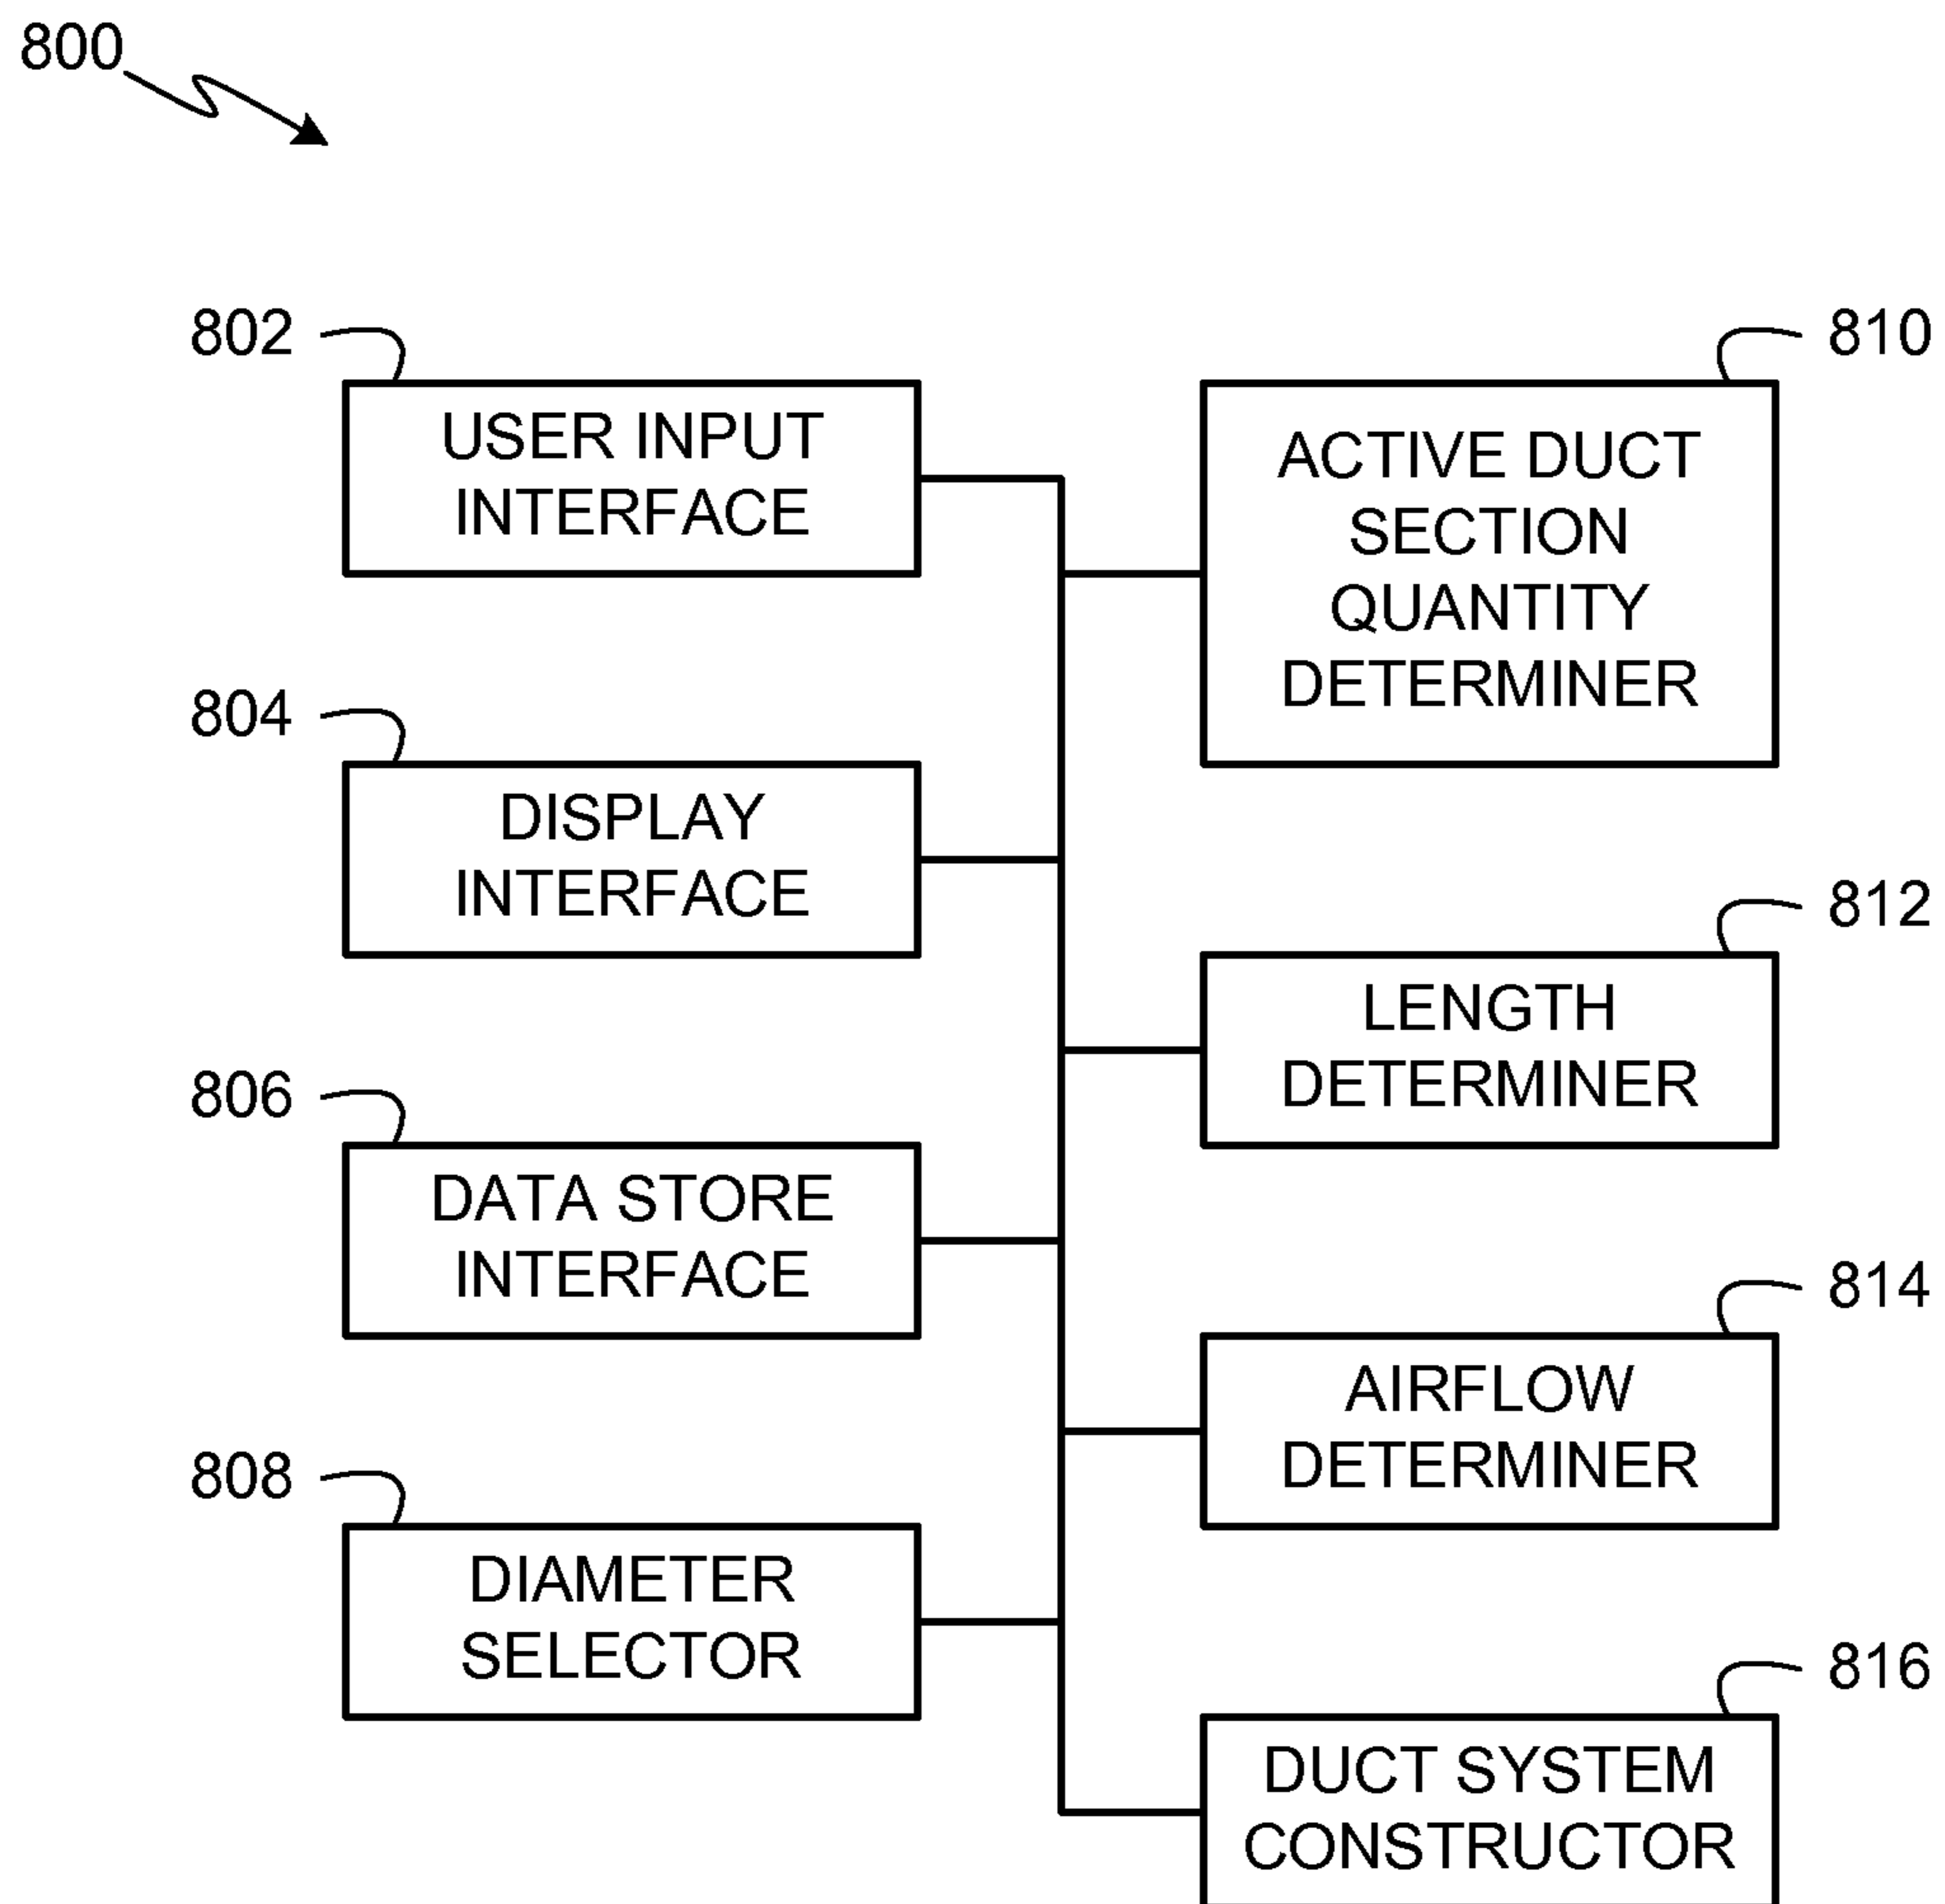 800
802
USER INPUT
INTERFACE
804
DISPLAY
INTERFACE
806
DATA STORE
INTERFACE
808
DIAMETER
SELECTOR
810
ACTIVE DUCT
SECTION
QUANTITY
DETERMINER
812
LENGTH
DETERMINER
814
AIRFLOW
DETERMINER
816
DUCT SYSTEM
CONSTRUCTOR